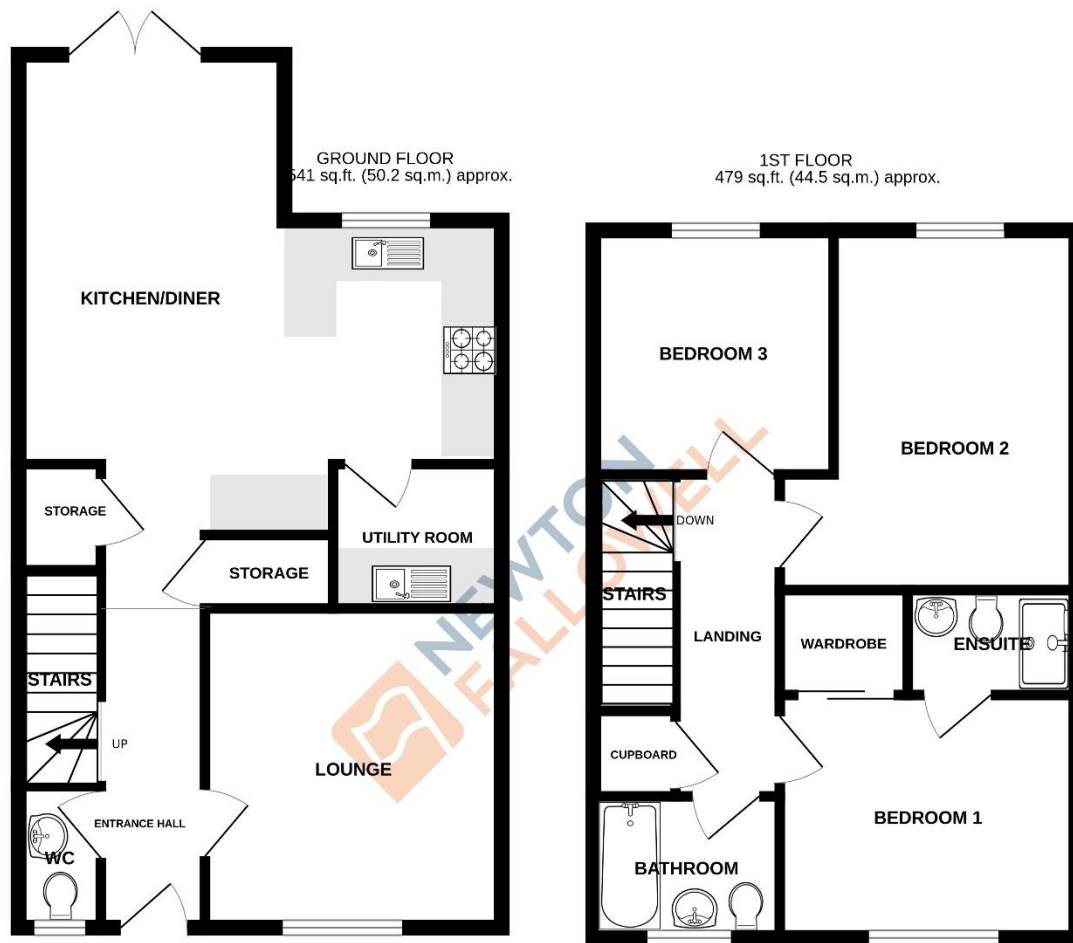 GROUND FLOOR
541 sq.ft. (50.2 sq.m.) approx.
KITCHEN/DINER
STORAGE
UTILITY ROOM
STORAGE
STAIRS
UP
LOUNGE
ENTRANCE HALL
WC
1ST FLOOR
479 sq.ft. (44.5 sq.m.) approx.
BEDROOM 3
BEDROOM 2
DOWN
STAIRS
LANDING
WARDROBE
ENSUITE
CUPBOARD
BEDROOM 1
BATHROOM
NEWTON
FALLOWELL